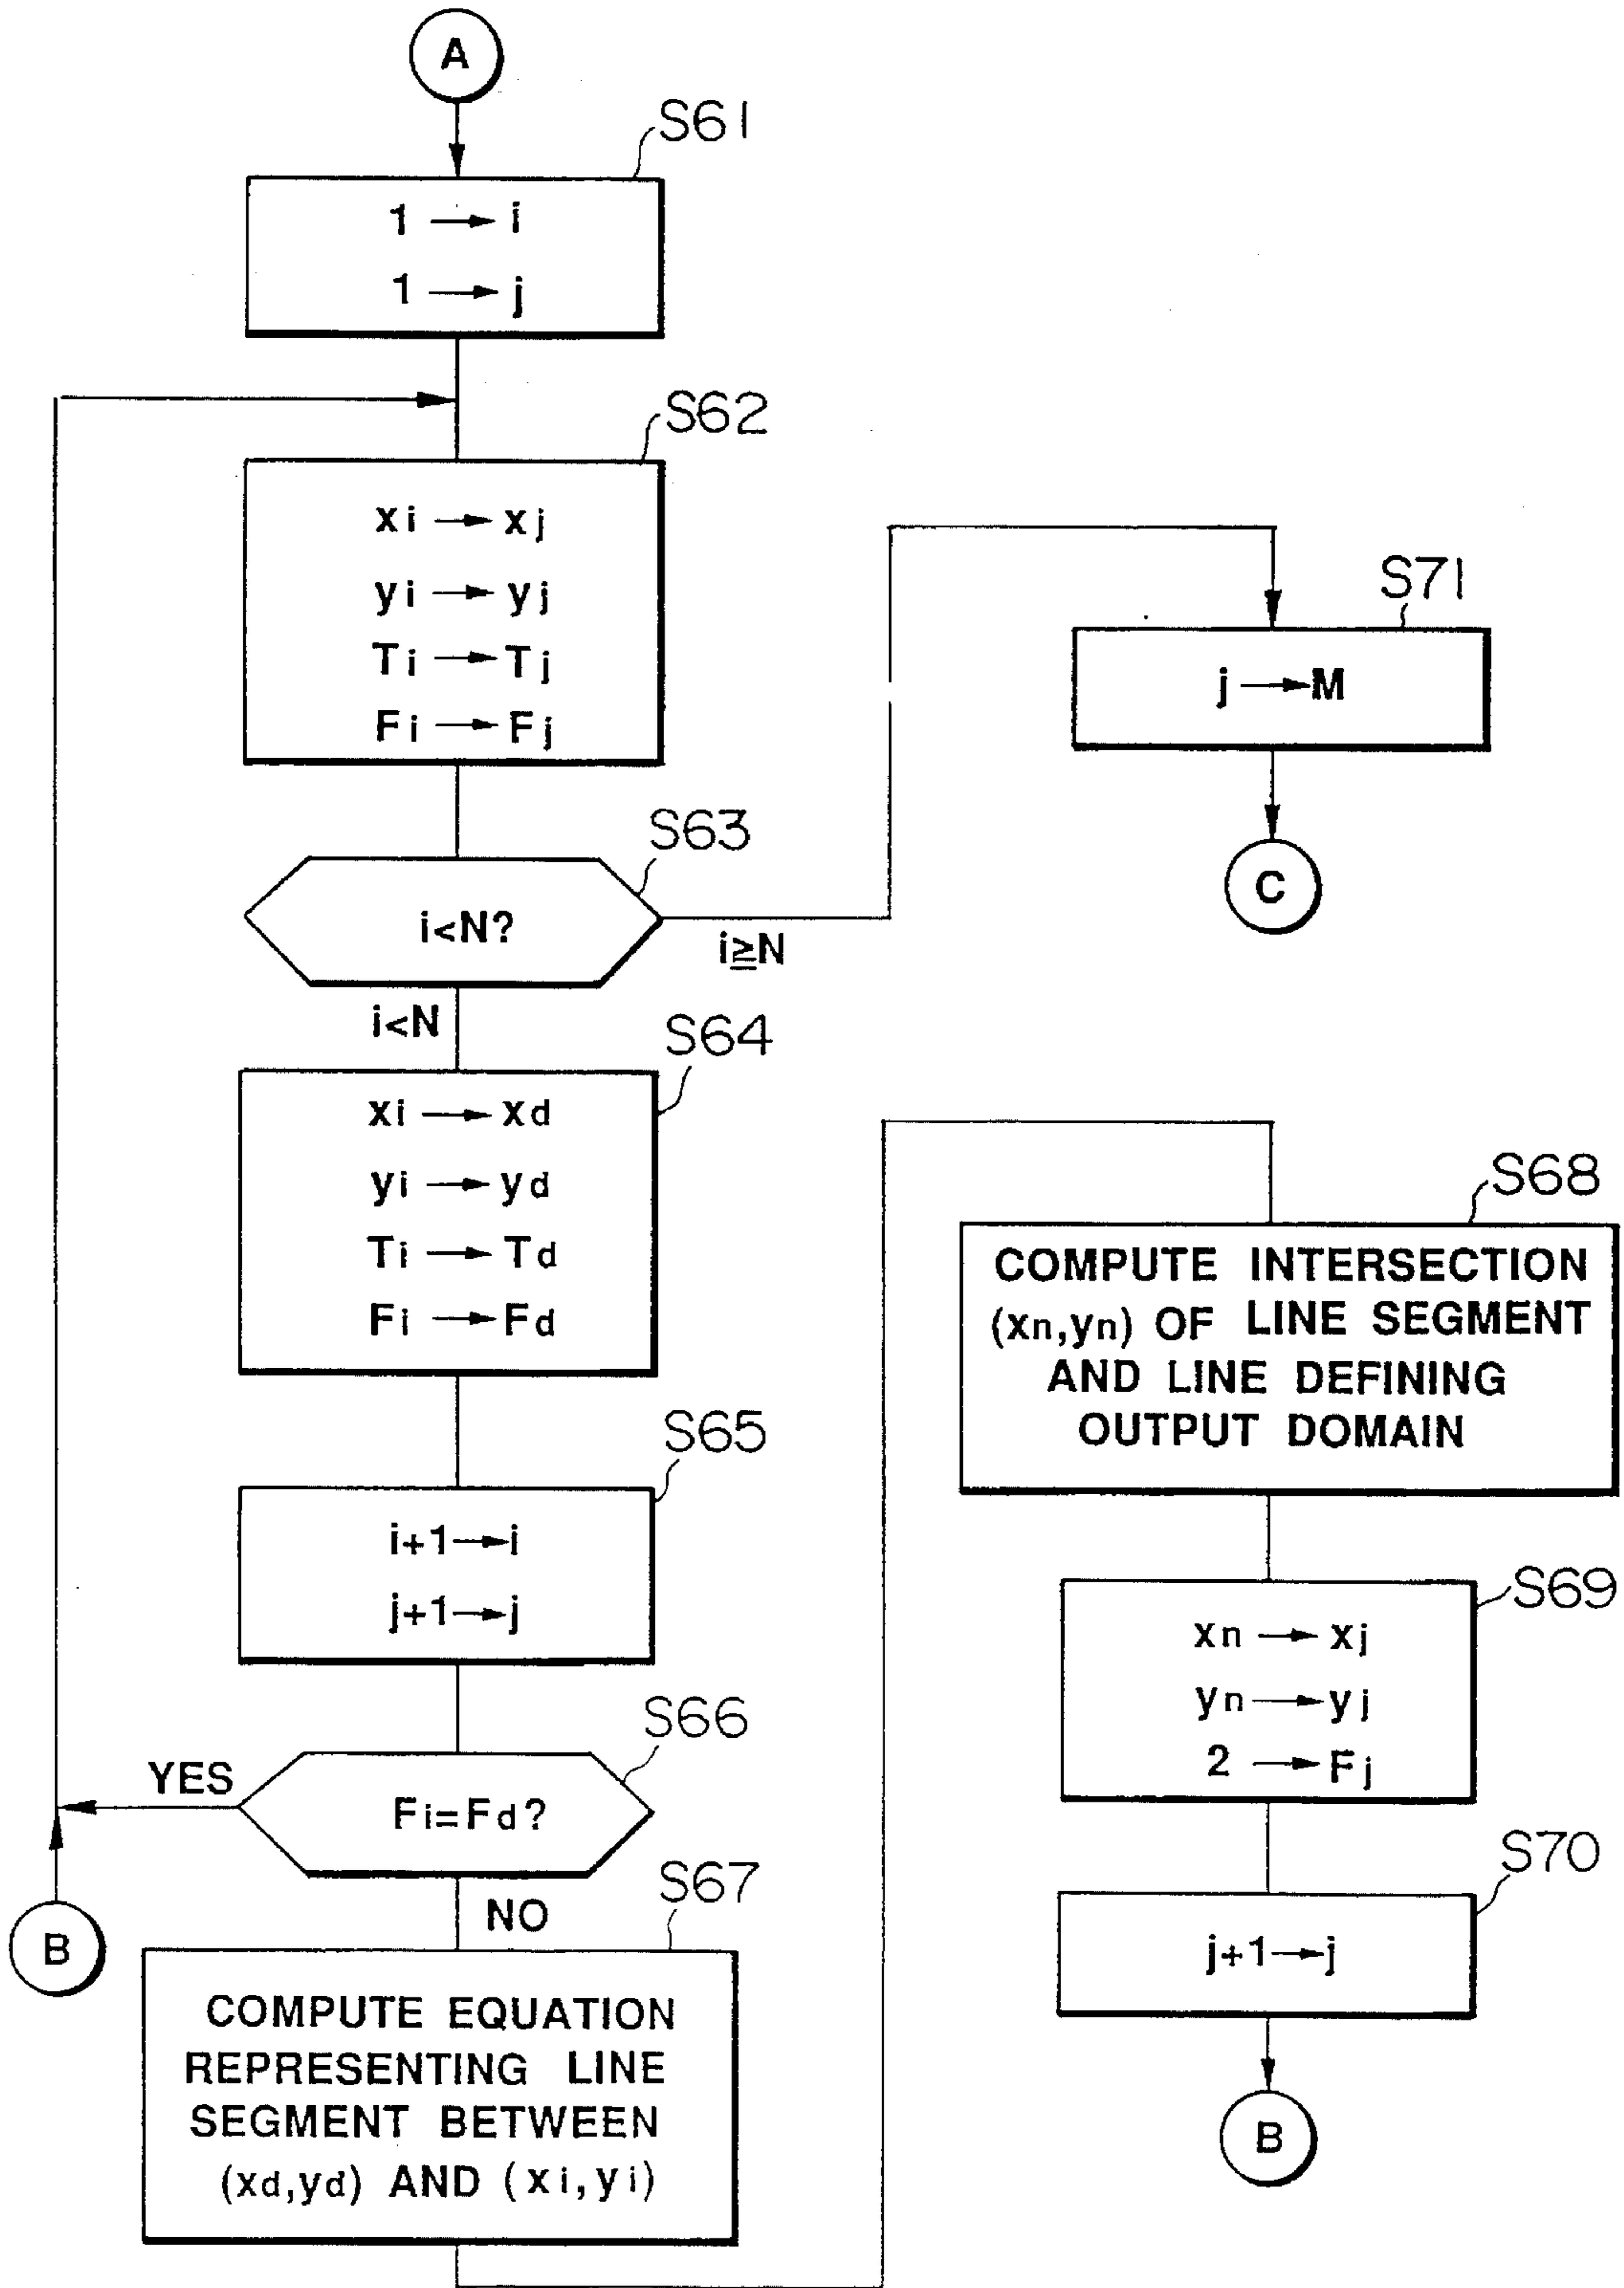 A
S61
1 → i
1 → j
S62
xi → xj
yi → yj
Ti → Tj
Fi → Fj
S63
i<N?
i≧N
i<N
S71
j → M
C
S64
xi → xd
yi → yd
Ti → Td
Fi → Fd
S65
i+1 → i
j+1 → j
S66
Fi=Fd?
YES
NO
B
S67
COMPUTE EQUATION
REPRESENTING LINE
SEGMENT BETWEEN
(xd,yd) AND (xi,yi)
S68
COMPUTE INTERSECTION
(xn,yn) OF LINE SEGMENT
AND LINE DEFINING
OUTPUT DOMAIN
S69
xn → xj
yn → yj
2 → Fj
S70
j+1 → j
B